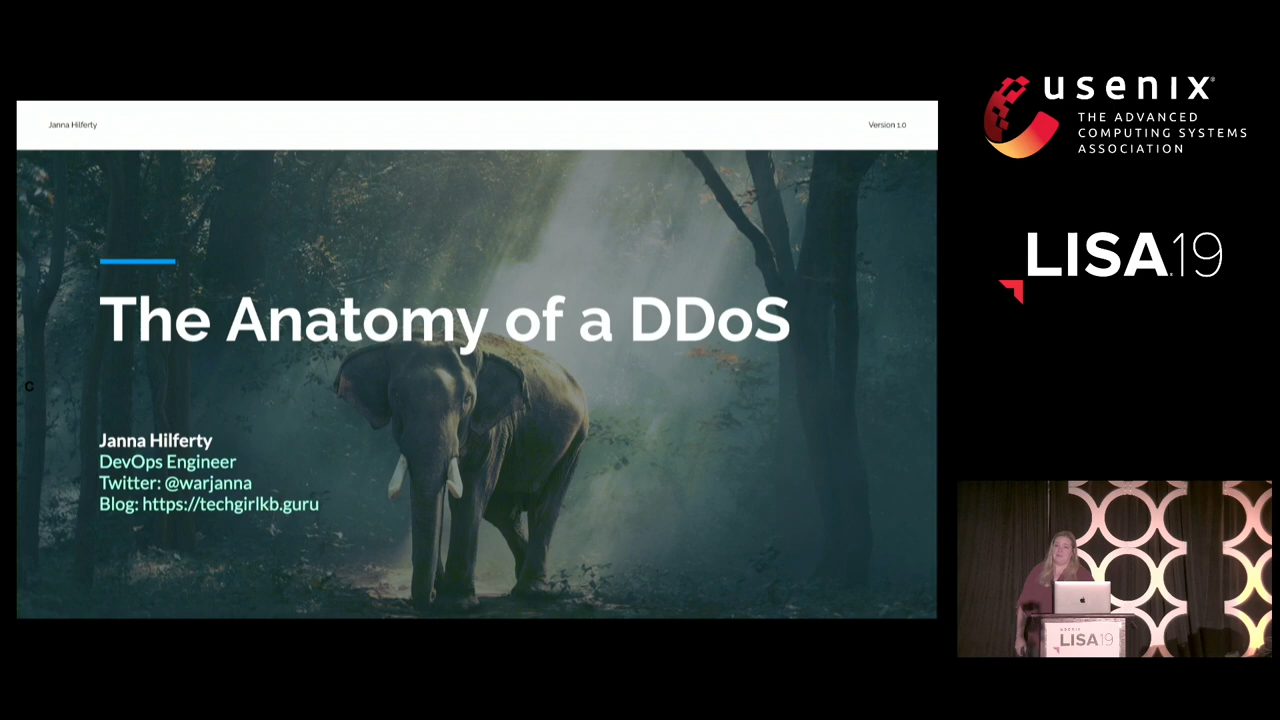 Janna Hilferty
Version 1.0
The Anatomy of a DDoS
C
Janna Hilferty
DevOps Engineer
Twitter: @warjanna
Blog: https://techgirlkb.guru
usenix
THE ADVANCED
COMPUTING SYSTEMS
ASSOCIATION
LISA19
USENIX
LISA19